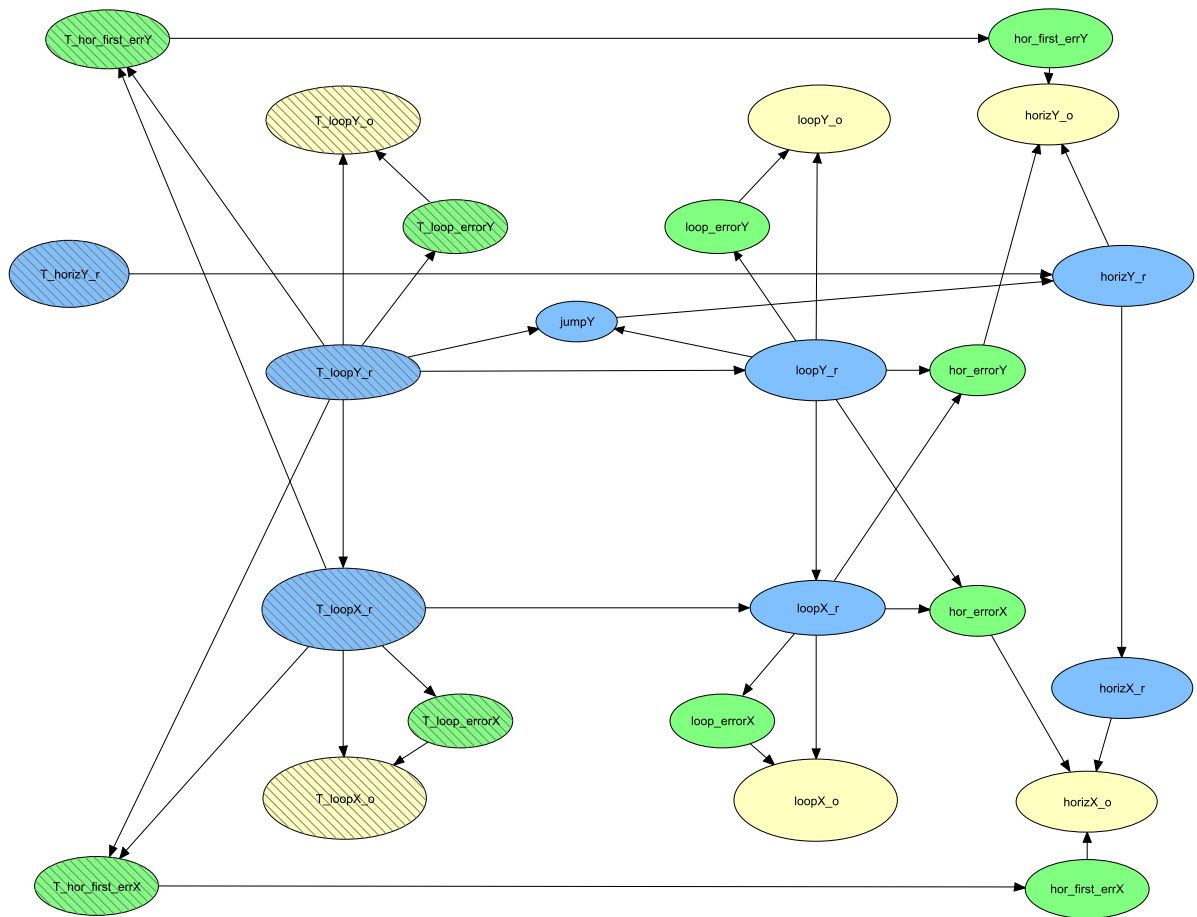 T_hor_first_errY
hor_first_errY
T_loopY_o
loopY_o
horizY_o
T_loop_errorY
loop_errorY
T_horizY_r
horizY_r
jumpY
T_loopY_r
loopY_r
hor_errorY
T_loopX_r
loopX_r
hor_errorX
horizX_r
T_loop_errorX
loop_errorX
T_loopX_o
loopX_o
horizX_o
T_hor_first_errX
hor_first_errX